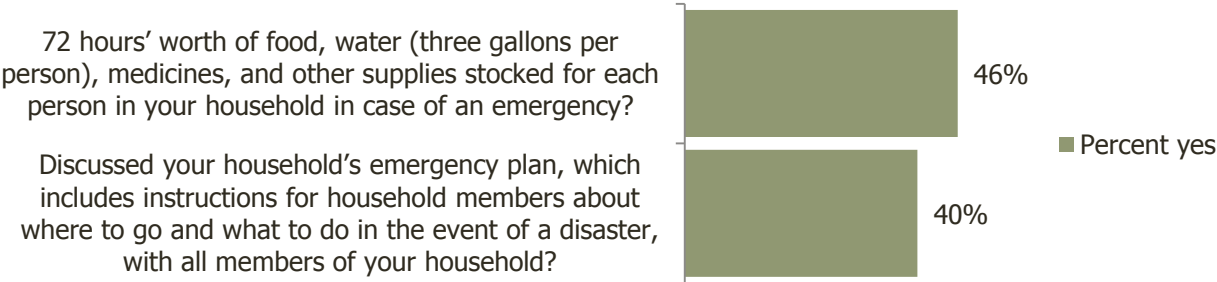 72 hours’ worth of food, water (three gallons per
person), medicines, and other supplies stocked for each
person in your household in case of an emergency?
46%
Discussed your household’s emergency plan, which
includes instructions for household members about
where to go and what to do in the event of a disaster,
with all members of your household?
40%
Percent yes